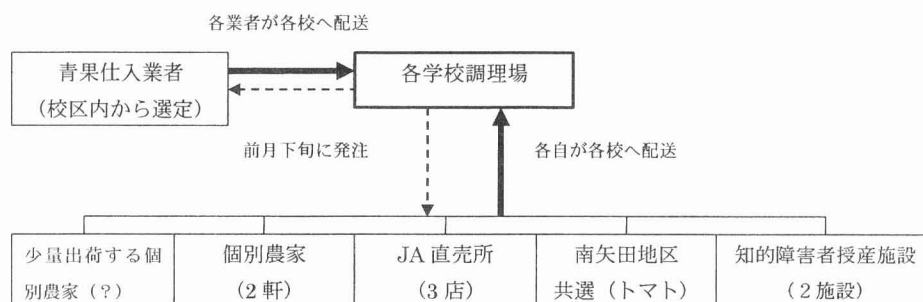 各業者が各校へ配送
青果仕入業者
（校区内から選定）
各学校調理場
前月下旬に発注
各自が各校へ配送
少量出荷する個
別農家（?）
個別農家
（2 軒）
JA 直売所
（3 店）
南矢田地区
共選（トマト）
知的障害者授産施設
（2 施設）